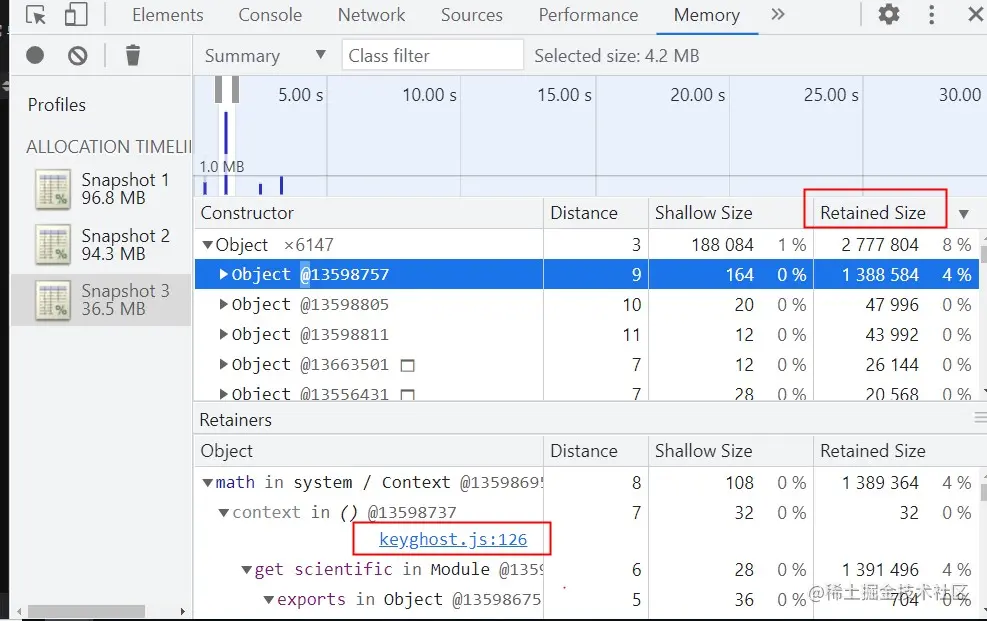 Elements Console Network Sources Performance Memory »
Summary ▼ Class filter Selected size: 4.2 MB
Profiles
ALLOCATION TIMELI
Snapshot 1
96.8 MB
Snapshot 2
94.3 MB
Snapshot 3
36.5 MB
5.00 s 10.00 s 15.00 s 20.00 s 25.00 s 30.00
1.0 MB
Constructor Distance Shallow Size Retained Size ▼
▼Object ×6147 3 188 084 1 % 2 777 804 8 %
▶Object @13598757 9 164 0 % 1 388 584 4 %
▶Object @13598805 10 20 0 % 47 996 0 %
▶Object @13598811 11 12 0 % 43 992 0 %
▶Object @13663501 7 12 0 % 26 144 0 %
▶Object @13556431 7 28 0 % 20 568 0 %
Retainers
Object Distance Shallow Size Retained Size
▼math in system / Context @1359869 8 108 0 % 1 389 364 4 %
▼context in () @13598737 7 32 0 % 32 0 %
keyghost.js:126
▼get scientific in Module @1359 6 28 0 % 1 391 496 4 %
▼exports in Object @13598675 5 36 0 % 704 0 %
@稀土掘金技术社区